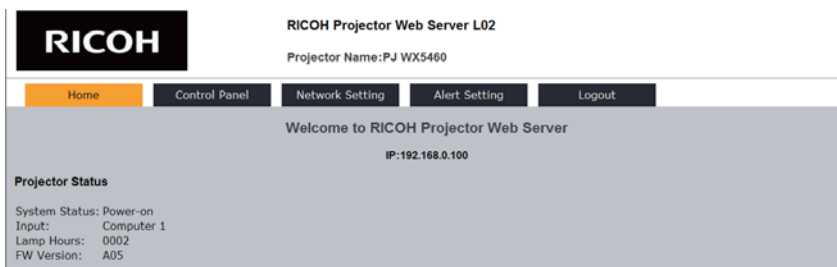 RICOH
RICOH Projector Web Server L02
Projector Name:PJ WX5460
Home Control Panel Network Setting Alert Setting Logout
Welcome to RICOH Projector Web Server
IP:192.168.0.100
Projector Status
System Status: Power-on
Input: Computer 1
Lamp Hours: 0002
FW Version: A05